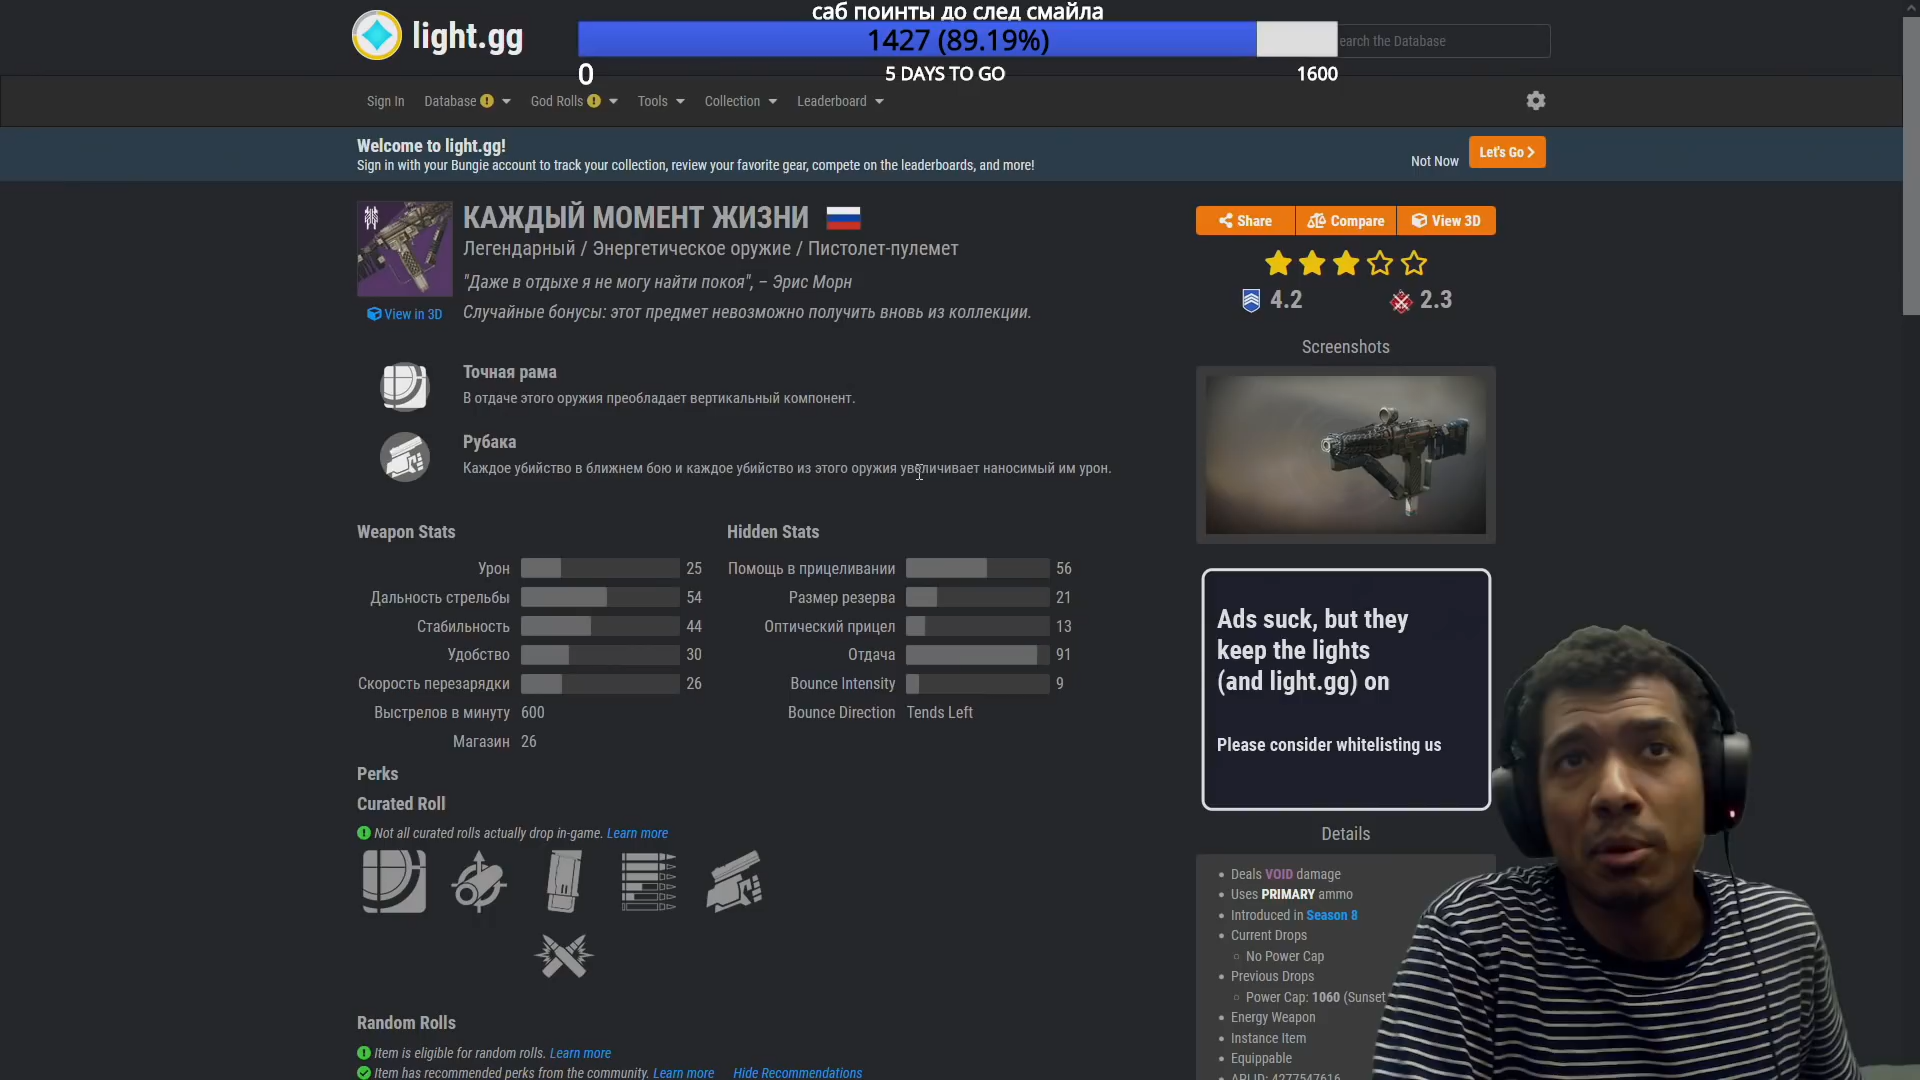 саб поинты до след смайла
light.gg
1427 (89.19%)
earch the Database
0
5 DAYS TO GO
1600
Sign In
Database
God Rolls
Tools
Collection
Leaderboard
Welcome to light.gg!
Sign in with your Bungie account to track your collection, review your favorite gear, compete on the leaderboards, and more!
Not Now
Let's Go
КАЖДЫЙ МОМЕНТ ЖИЗНИ
Легендарный / Энергетическое оружие / Пистолет-пулемет
"Даже в отдыхе я не могу найти покоя", – Эрис Морн
View in 3D
Случайные бонусы: этот предмет невозможно получить вновь из коллекции.
Share
Compare
View 3D
4.2
2.3
Screenshots
Точная рама
В отдаче этого оружия преобладает вертикальный компонент.
Рубака
Каждое убийство в ближнем бою и каждое убийство из этого оружия увеличивает наносимый им урон.
Weapon Stats
Урон 25
Дальность стрельбы 54
Стабильность 44
Удобство 30
Скорость перезарядки 26
Выстрелов в минуту 600
Магазин 26
Hidden Stats
Помощь в прицеливании 56
Размер резерва 21
Оптический прицел 13
Отдача 91
Bounce Intensity 9
Bounce Direction Tends Left
Ads suck, but they
keep the lights
(and light.gg) on
Please consider whitelisting us
Perks
Curated Roll
Not all curated rolls actually drop in-game. Learn more
Random Rolls
Item is eligible for random rolls. Learn more
Item has recommended perks from the community. Learn more Hide Recommendations
Details
Deals VOID damage
Uses PRIMARY ammo
Introduced in Season 8
Current Drops
No Power Cap
Previous Drops
Power Cap: 1060 (Sunset
Energy Weapon
Instance Item
Equippable